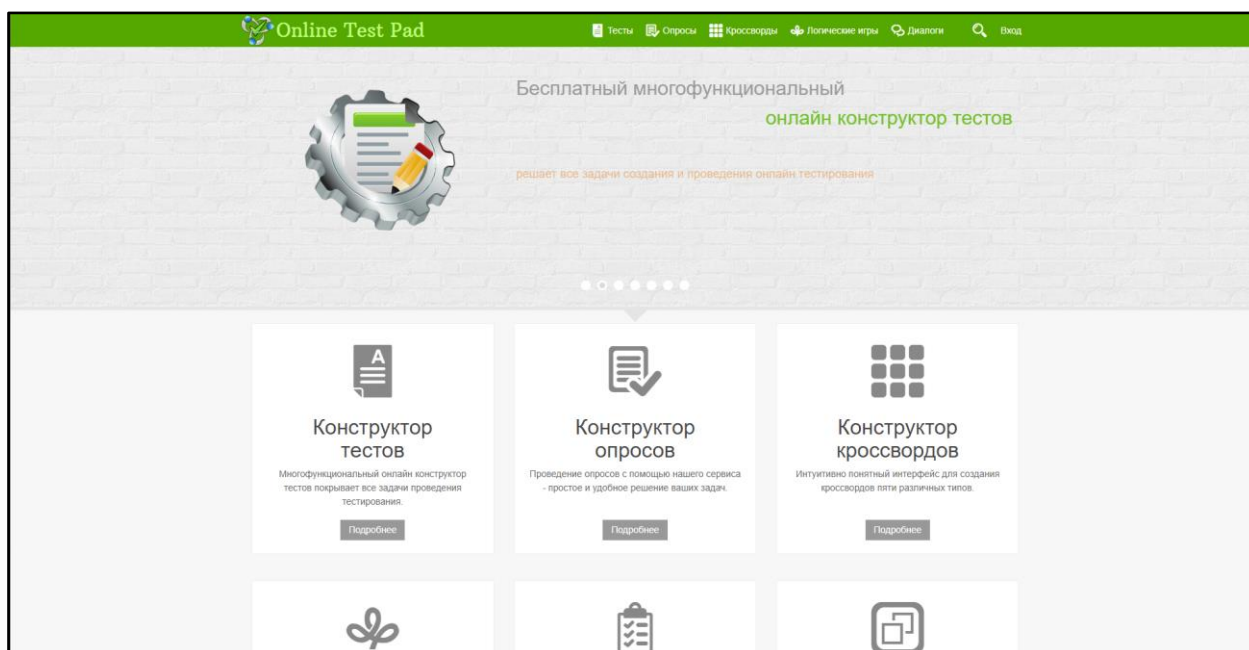 Online Test Pad
Тесты Опросы Кроссворды Логические игры Диалоги Вход
Бесплатный многофункциональный
онлайн конструктор тестов
решает все задачи создания и проведения онлайн тестирования
A
Конструктор
тестов
Многофункциональный онлайн конструктор
тестов покрывает все задачи проведения
тестирования.
Подробнее
Конструктор
опросов
Проведение опросов с помощью нашего сервиса
- простое и удобное решение ваших задач.
Подробнее
Конструктор
кроссвордов
Интуитивно понятный интерфейс для создания
кроссвордов пяти различных типов.
Подробнее